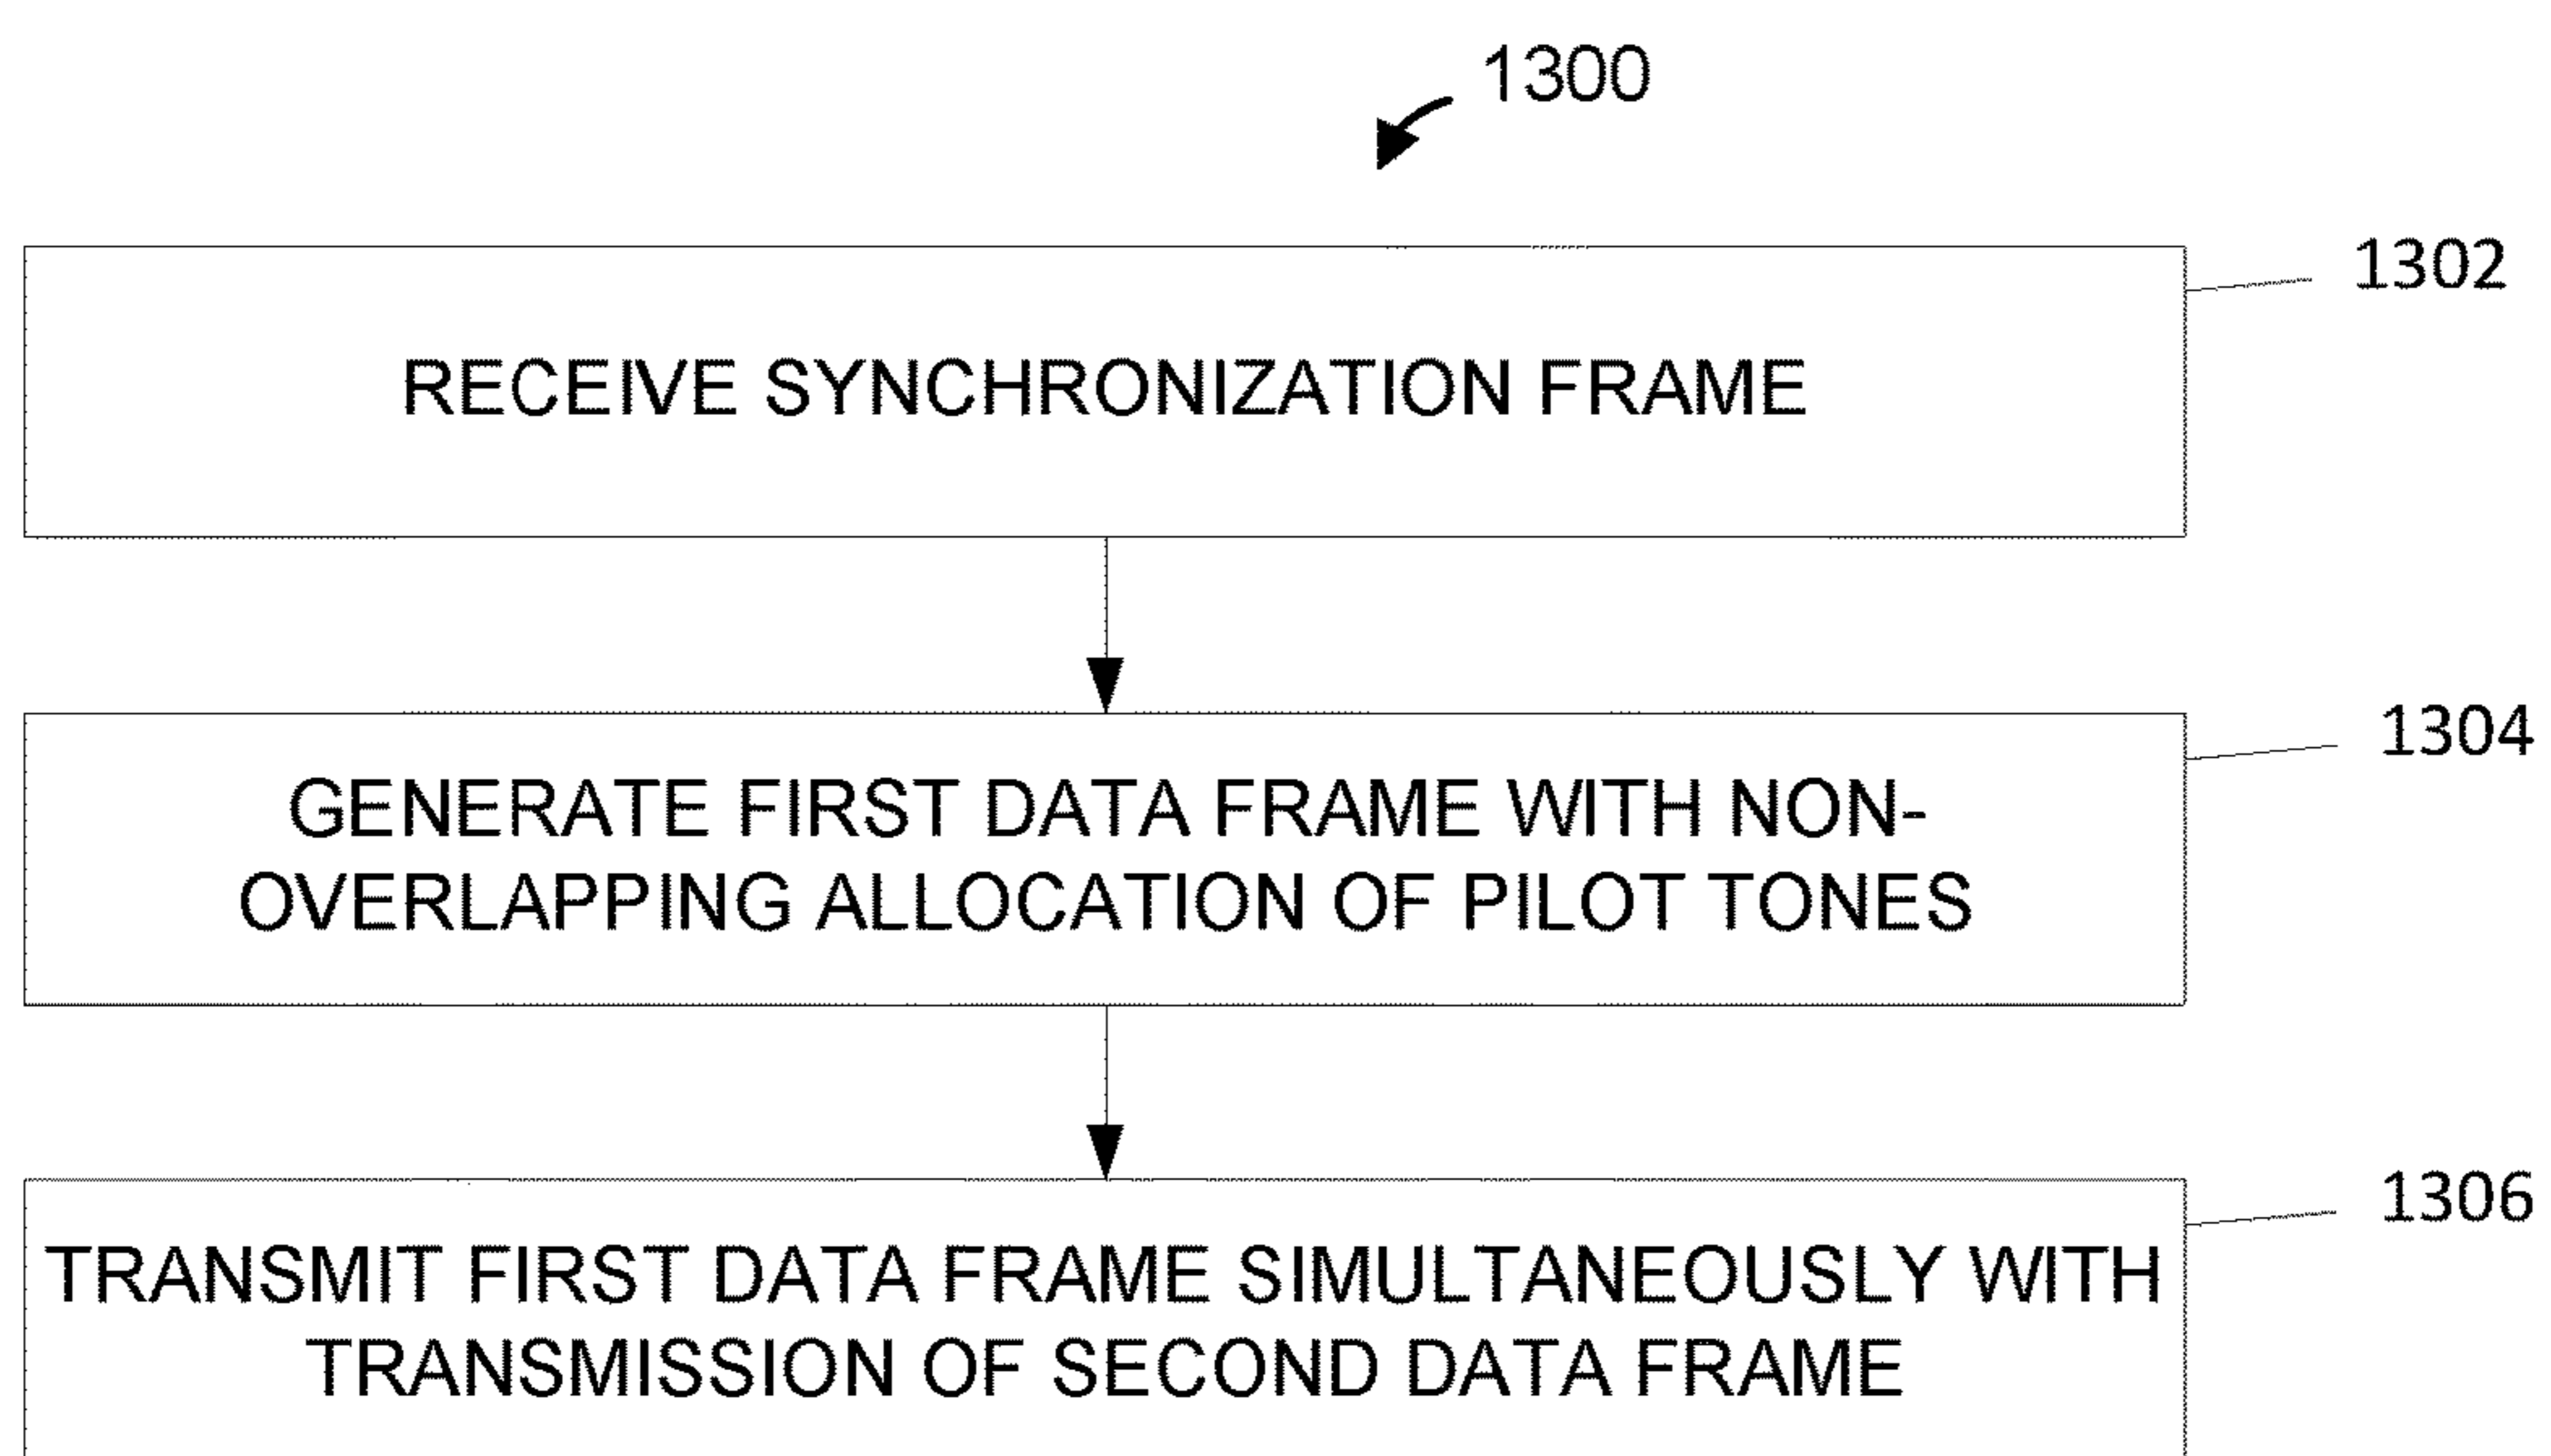 1300
1302
RECEIVE SYNCHRONIZATION FRAME
1304
GENERATE FIRST DATA FRAME WITH NON-
OVERLAPPING ALLOCATION OF PILOT TONES
1306
TRANSMIT FIRST DATA FRAME SIMULTANEOUSLY WITH
TRANSMISSION OF SECOND DATA FRAME